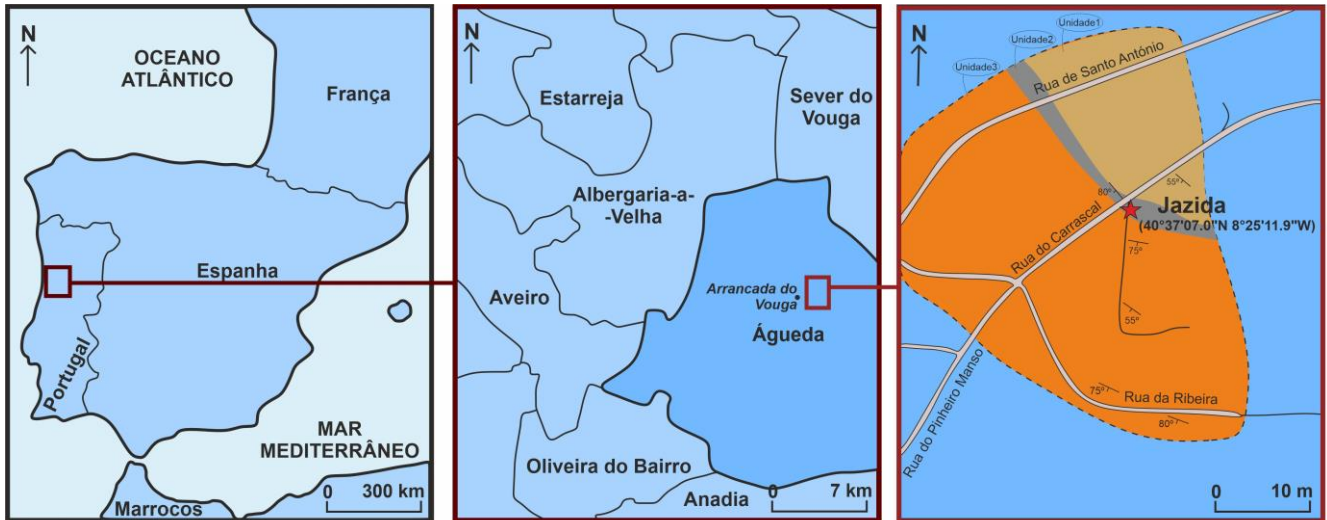 N
OCEANO
ATLÂNTICO
França
Espanha
Portugal
MAR
MEDITERRÂNEO
Marrocos
0 300 km
N
Estarreja
Sever do
Vouga
Albergaria-a-
-Velha
Aveiro
Arrancada do
Vouga
Águeda
Oliveira do Bairro
Anadia
0 7 km
N
Unidade1
Unidade2
Unidade3
Rua de Santo António
80º
55º
Jazida
(40°37'07.0"N 8°25'11.9"W)
Rua do Carrascal
75º
55º
Rua do Pinheiro Manso
75º
Rua da Ribeira
80º
0 10 m